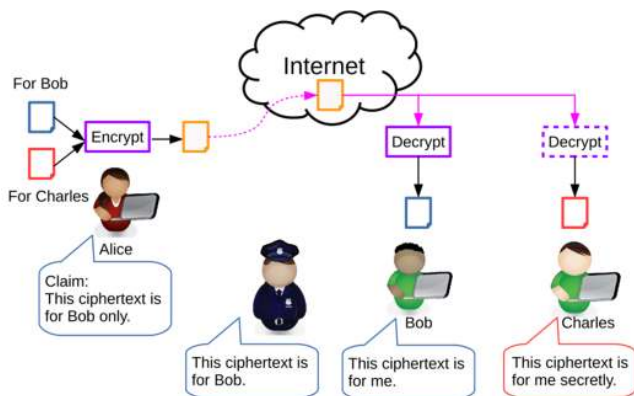 Internet
For Bob
Encrypt
For Charles
Decrypt
Decrypt
Alice
Claim:
This ciphertext is
for Bob only.
This ciphertext is
for Bob.
Bob
This ciphertext is
for me.
Charles
This ciphertext is
for me secretly.